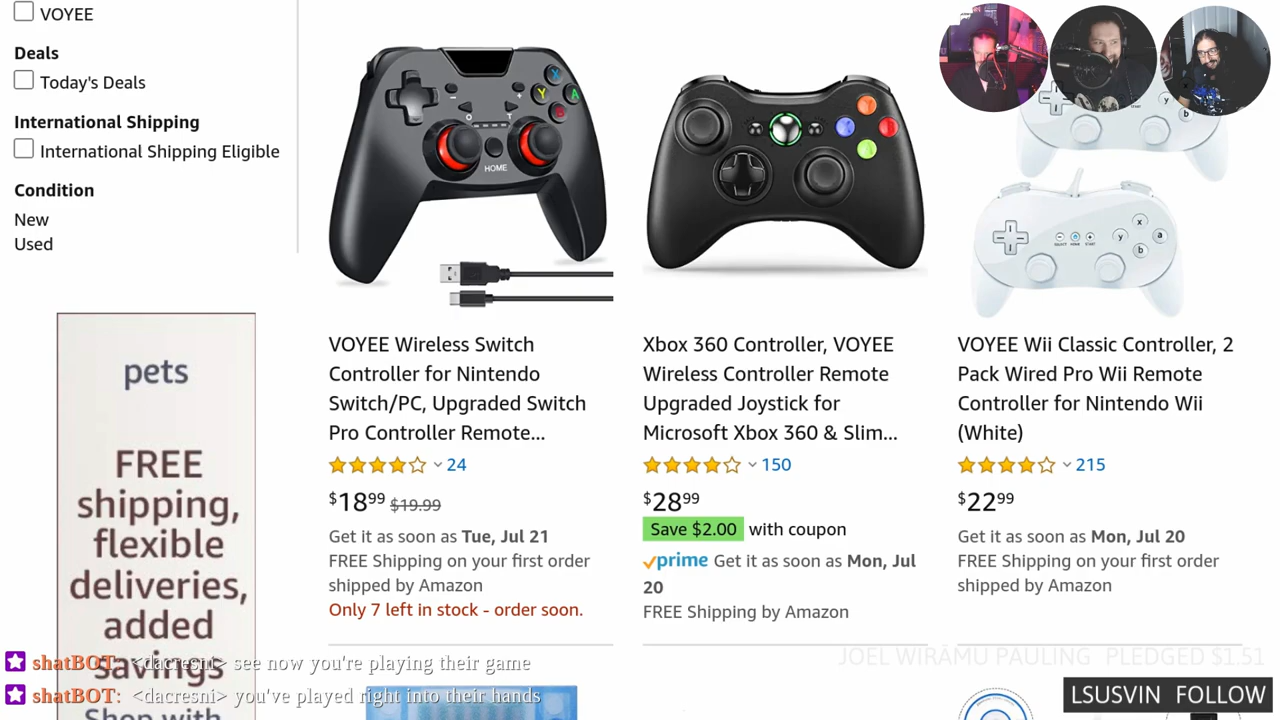 VOYEE
Deals
Today's Deals
International Shipping
International Shipping Eligible
Condition
New
Used
pets
FREE
shipping,
flexible
deliveries,
added
savings
Shop with
HOME
VOYEE Wireless Switch
Controller for Nintendo
Switch/PC, Upgraded Switch
Pro Controller Remote...
24
$18.99 $19.99
Get it as soon as Tue, Jul 21
FREE Shipping on your first order
shipped by Amazon
Only 7 left in stock - order soon.
Xbox 360 Controller, VOYEE
Wireless Controller Remote
Upgraded Joystick for
Microsoft Xbox 360 & Slim...
150
$28.99
Save $2.00 with coupon
prime Get it as soon as Mon, Jul
20
FREE Shipping by Amazon
VOYEE Wii Classic Controller, 2
Pack Wired Pro Wii Remote
Controller for Nintendo Wii
(White)
215
$22.99
Get it as soon as Mon, Jul 20
FREE Shipping on your first order
shipped by Amazon
shatBOT: <dacresni> see now you're playing their game
shatBOT: <dacresni> you've played right into their hands
JOEL WIRAMU PAULING PLEDGED $1.51
LSUSVIN FOLLOW